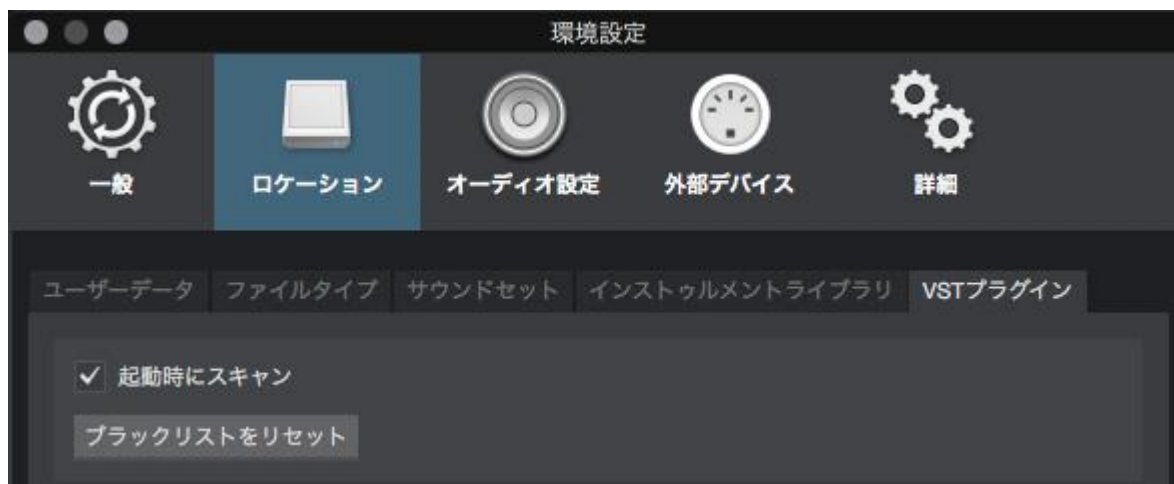 環境設定
一般 ロケーション オーディオ設定 外部デバイス 詳細
ユーザーデータ ファイルタイプ サウンドセット インストゥルメントライブラリ VSTプラグイン
起動時にスキャン
ブラックリストをリセット